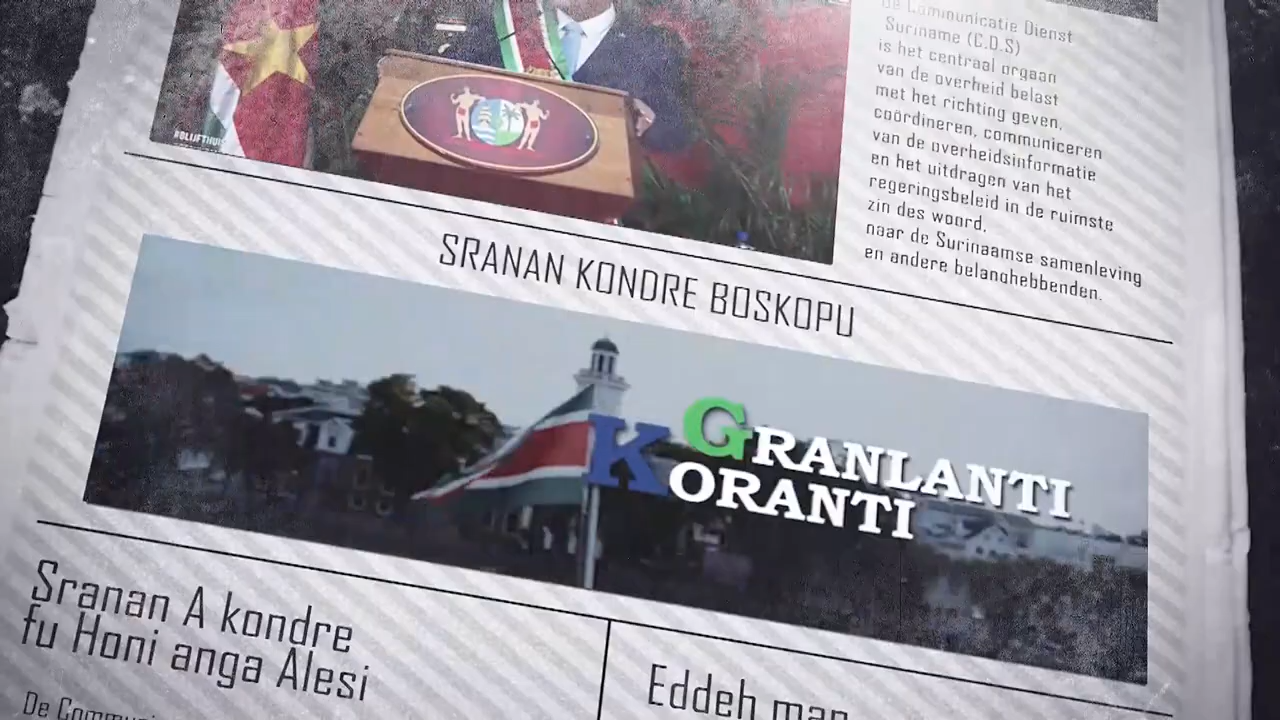 De Communicatie Dienst
Suriname (C.D.S)
is het centraal orgaan
van de overheid belast
met het richting geven,
coördineren, communiceren
van de overheidsinformatie
en het uitdragen van het
regeringsbeleid in de ruimste
zin des woord,
naar de Surinaamse samenleving
en andere belanghebbenden.
SRANAN KONDRE BOSKOPU
GRANLANTI
KORANTI
Sranan A kondre
fu Honi anga Alesi
De
Eddeh man